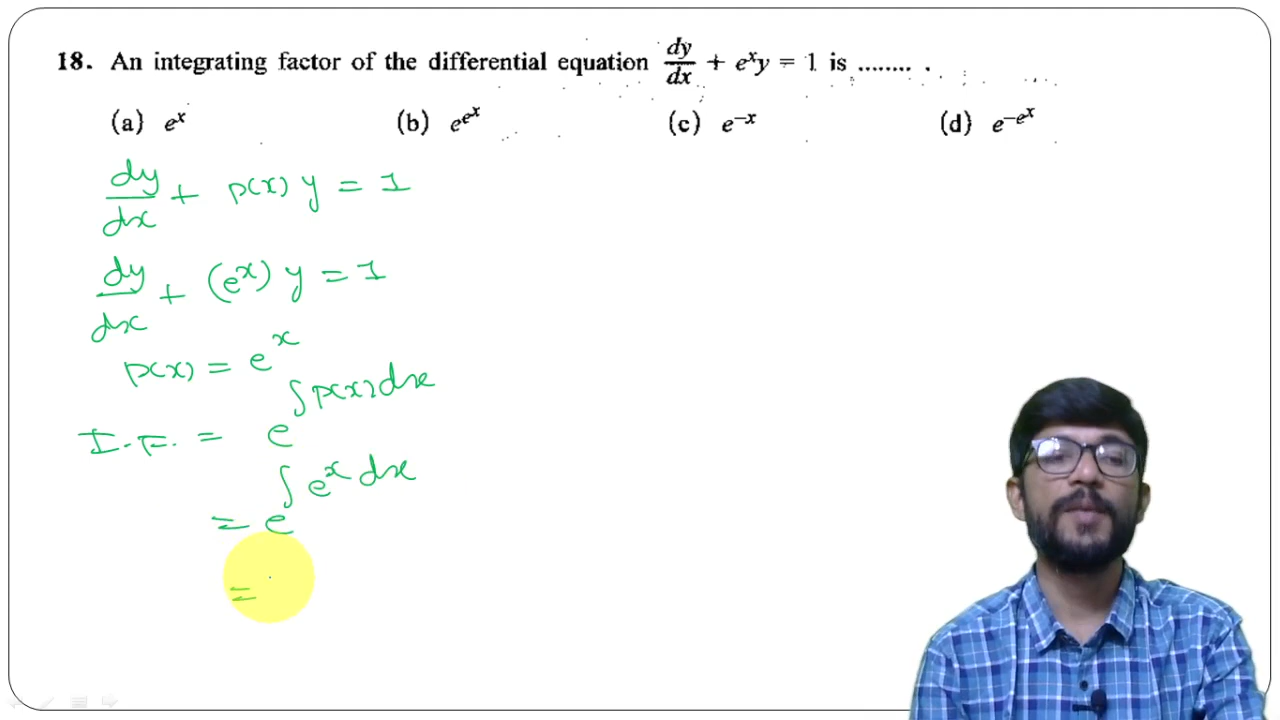 18. An integrating factor of the differential equation dy/dx + e^x y = 1 is ........ .
(a) e^x (b) e^e^x (c) e^-x (d) e^-e^x
dy/dx + p(x) y = 1
dy/dx + (e^x) y = 1
p(x) = e^x
I.F. = e^∫p(x)dx
= e^∫e^x dx
=